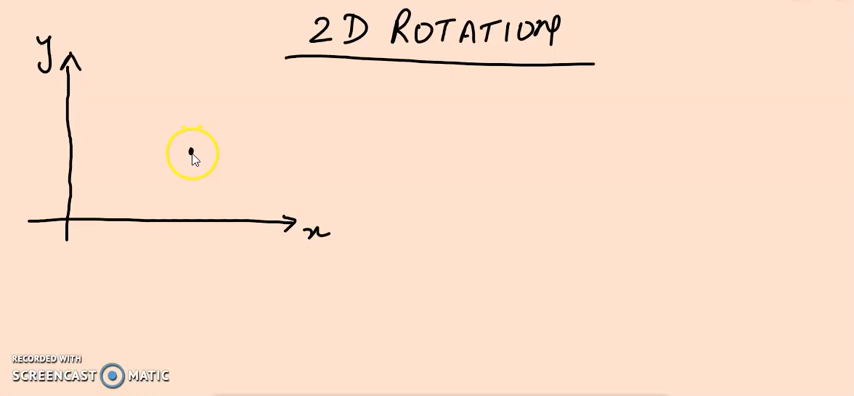 2D ROTATION
y
x
RECORDED WITH
SCREENCAST MATIC